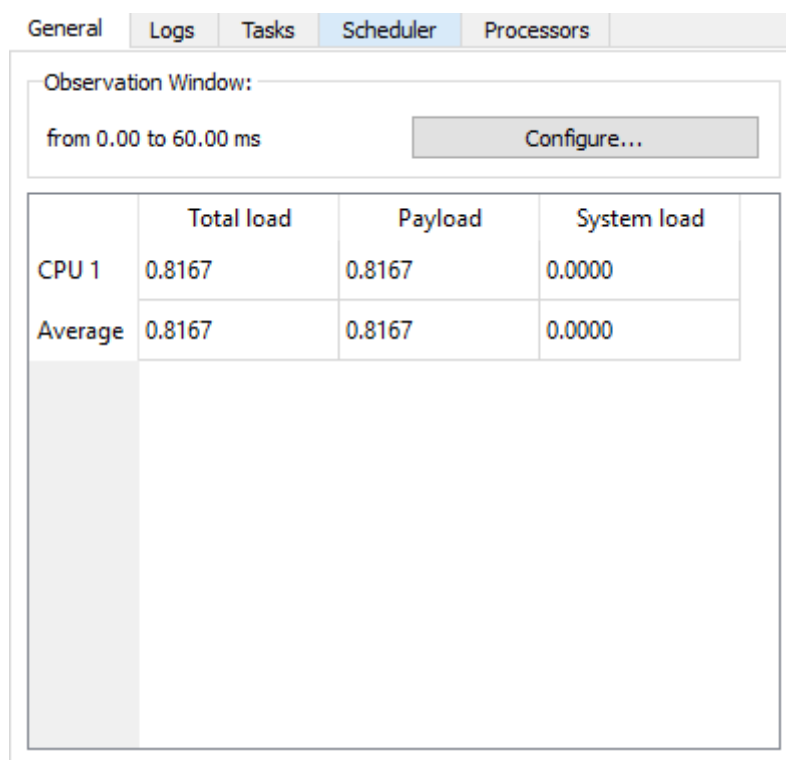 General Logs Tasks Scheduler Processors
Observation Window:
from 0.00 to 60.00 ms Configure...
Total load Payload System load
CPU 1 0.8167 0.8167 0.0000
Average 0.8167 0.8167 0.0000